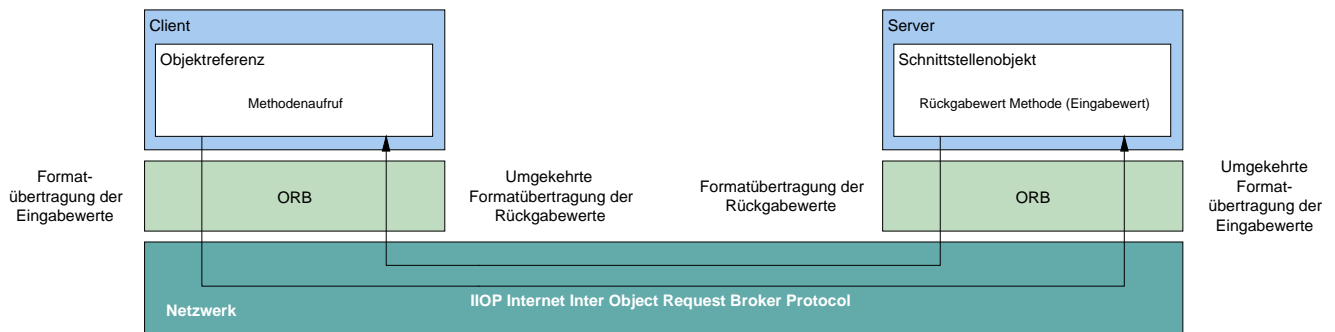 Client
Objektreferenz
Methodenaufruf
Server
Schnittstellenobjekt
Rückgabewert Methode (Eingabewert)
Format-
übertragung der
Eingabewerte
ORB
Umgekehrte
Formatübertragung der
Rückgabewerte
Formatübertragung der
Rückgabewerte
ORB
Umgekehrte
Format-
übertragung der
Eingabewerte
IIOP Internet Inter Object Request Broker Protocol
Netzwerk